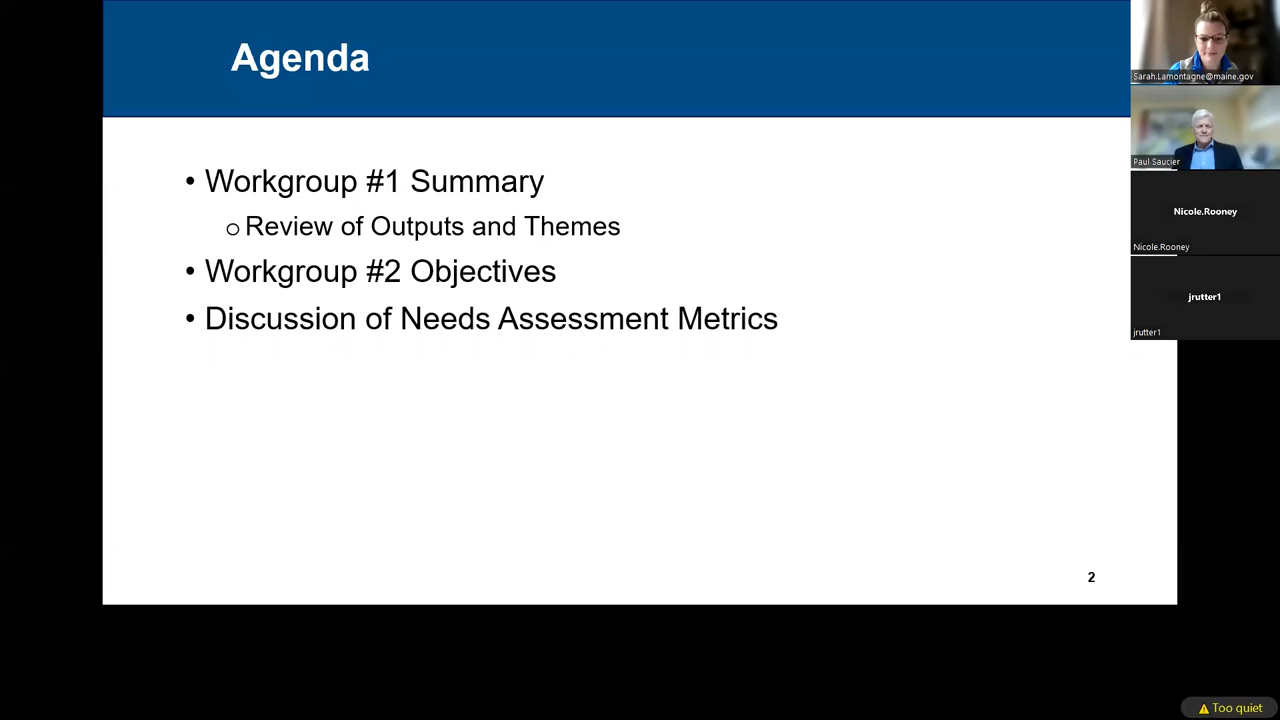 Agenda
• Workgroup #1 Summary
o Review of Outputs and Themes
• Workgroup #2 Objectives
• Discussion of Needs Assessment Metrics
2
Sarah.Lamontagne@maine.gov
Paul Saucier
Nicole.Rooney
Nicole.Rooney
jrutter1
jrutter1
Too quiet